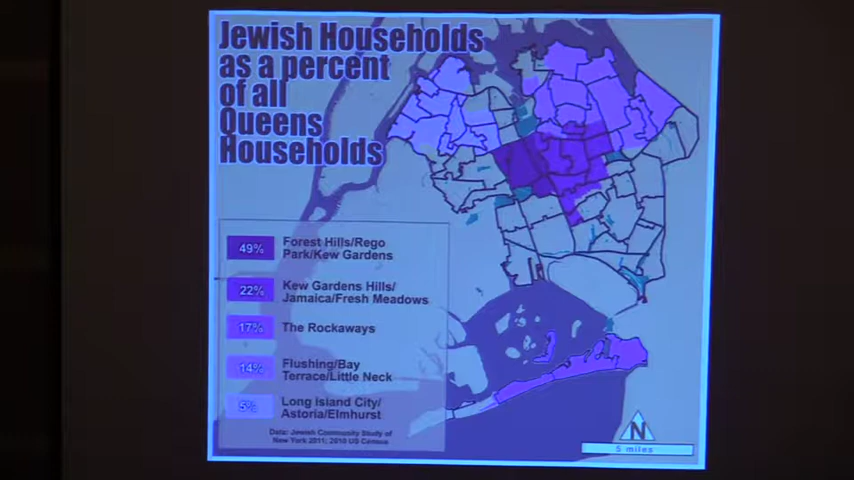 Jewish Households
as a percent
of all
Queens
Households
49% Forest Hills/Rego
Park/Kew Gardens
22% Kew Gardens Hills/
Jamaica/Fresh Meadows
17% The Rockaways
14% Flushing/Bay
Terrace/Little Neck
5% Long Island City/
Astoria/Elmhurst
Data: Jewish Community Study of
New York 2011; 2010 US Census
N
5 miles